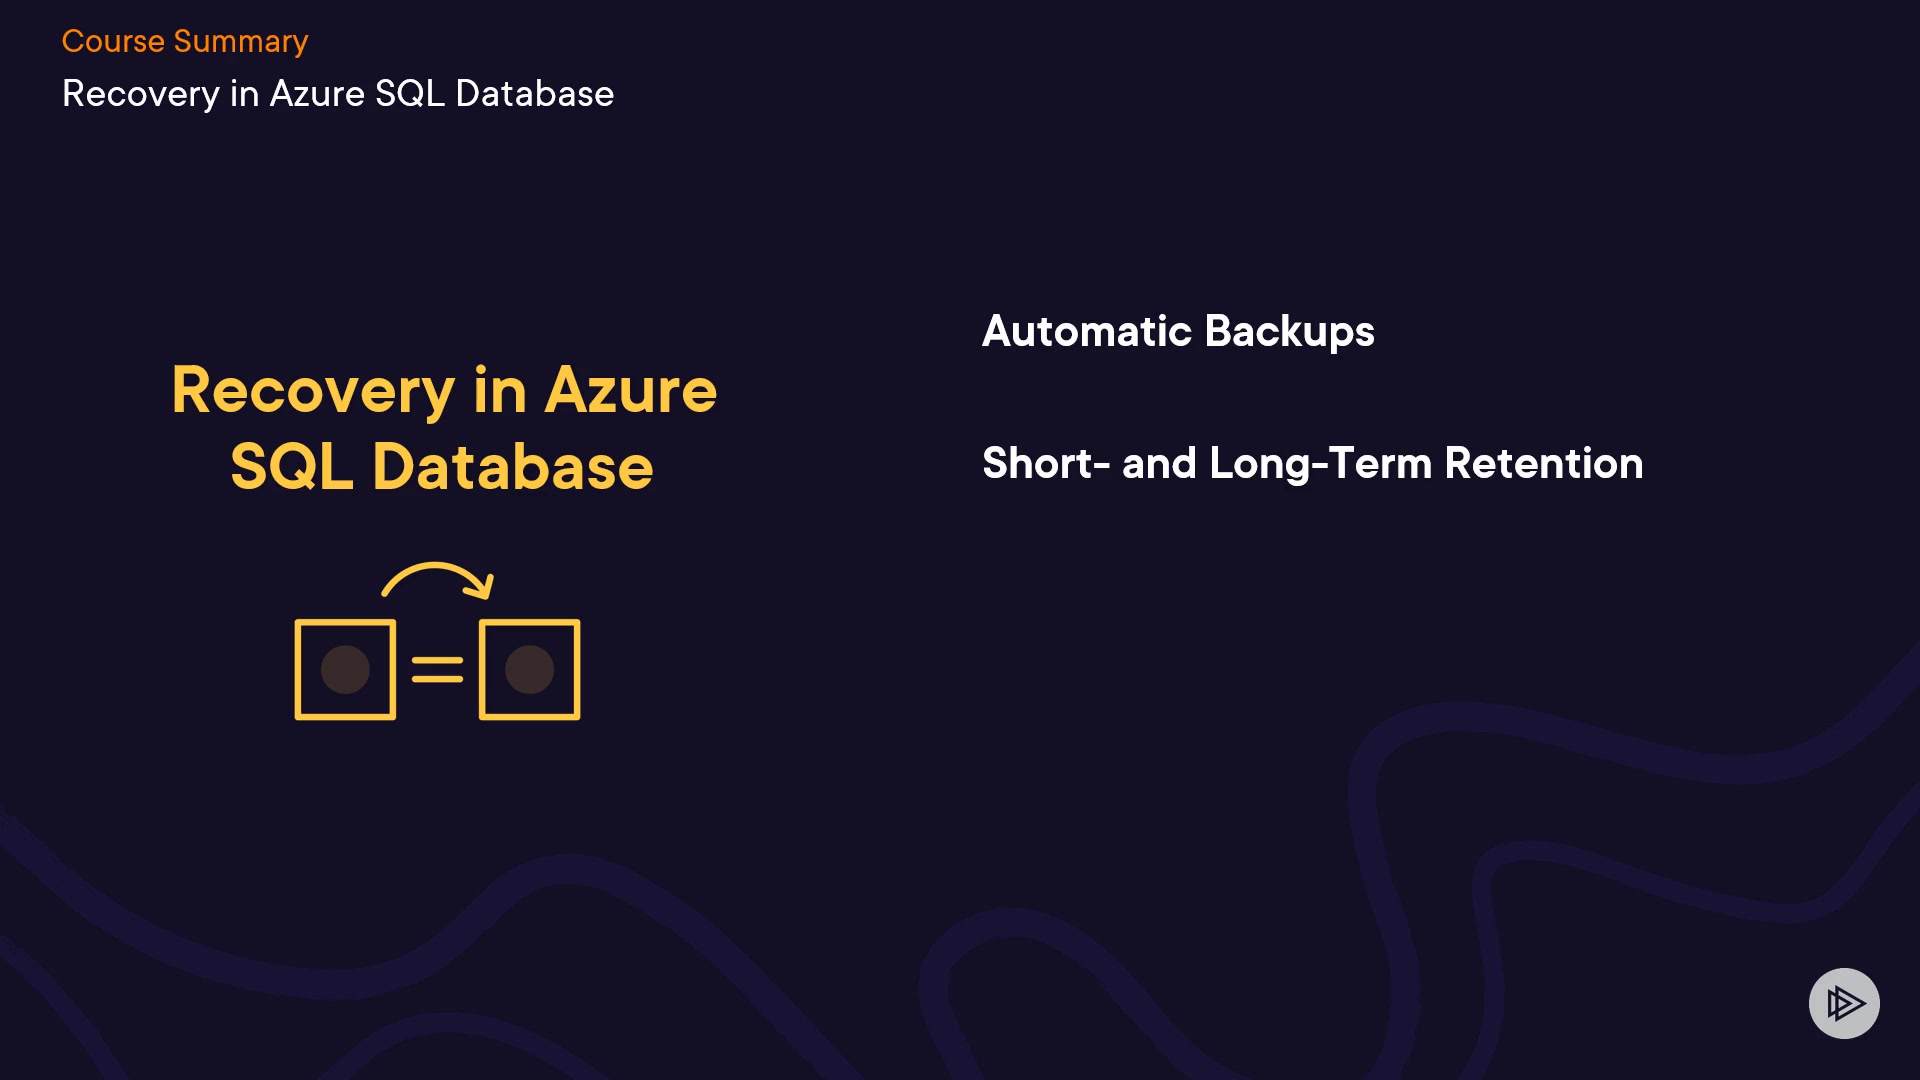 Course Summary
Recovery in Azure SQL Database
Recovery in Azure
SQL Database
Automatic Backups
Short- and Long-Term Retention